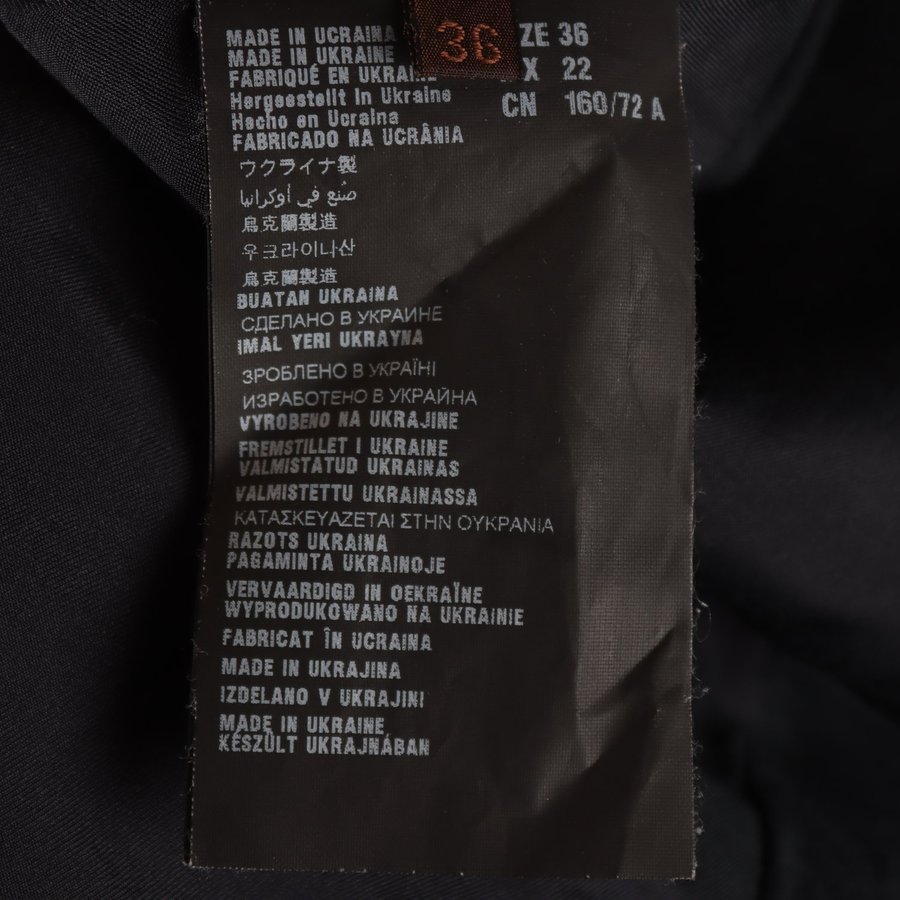 MADE IN UCRAINA
MADE IN UKRAINE
FABRIQUÉ EN UKRAINE
Hergeestellt In Ukraine
Hecho en Ucraina
FABRICADO NA UCRÂNIA
ウクライナ製
صُنع في أوكرانيا
烏克蘭製造
우크라이나산
烏克蘭製造
BUATAN UKRAINA
СДЕЛАНО В УКРАИНЕ
IMAL YERI UKRAYNA
ЗРОБЛЕНО В УКРАЇНІ
ИЗРАБОТЕНО В УКРАЙНА
VYROBENO NA UKRAJINE
FREMSTILLET I UKRAINE
VALMISTATUD UKRAINAS
VALMISTETTU UKRAINASSA
ΚΑΤΑΣΚΕΥΑΖΕΤΑΙ ΣΤΗΝ ΟΥΚΡΑΝΙΑ
RAZOTS UKRAINA
PAGAMINTA UKRAINOJE
VERVAARDIGD IN OEKRAÏNE
WYPRODUKOWANO NA UKRAINIE
FABRICAT ÎN UCRAINA
MADE IN UKRAJINA
IZDELANO V UKRAJINI
MADE IN UKRAINE
KÉSZÜLT UKRAJNÁBAN
36
ZE 36
X 22
CN 160/72 A